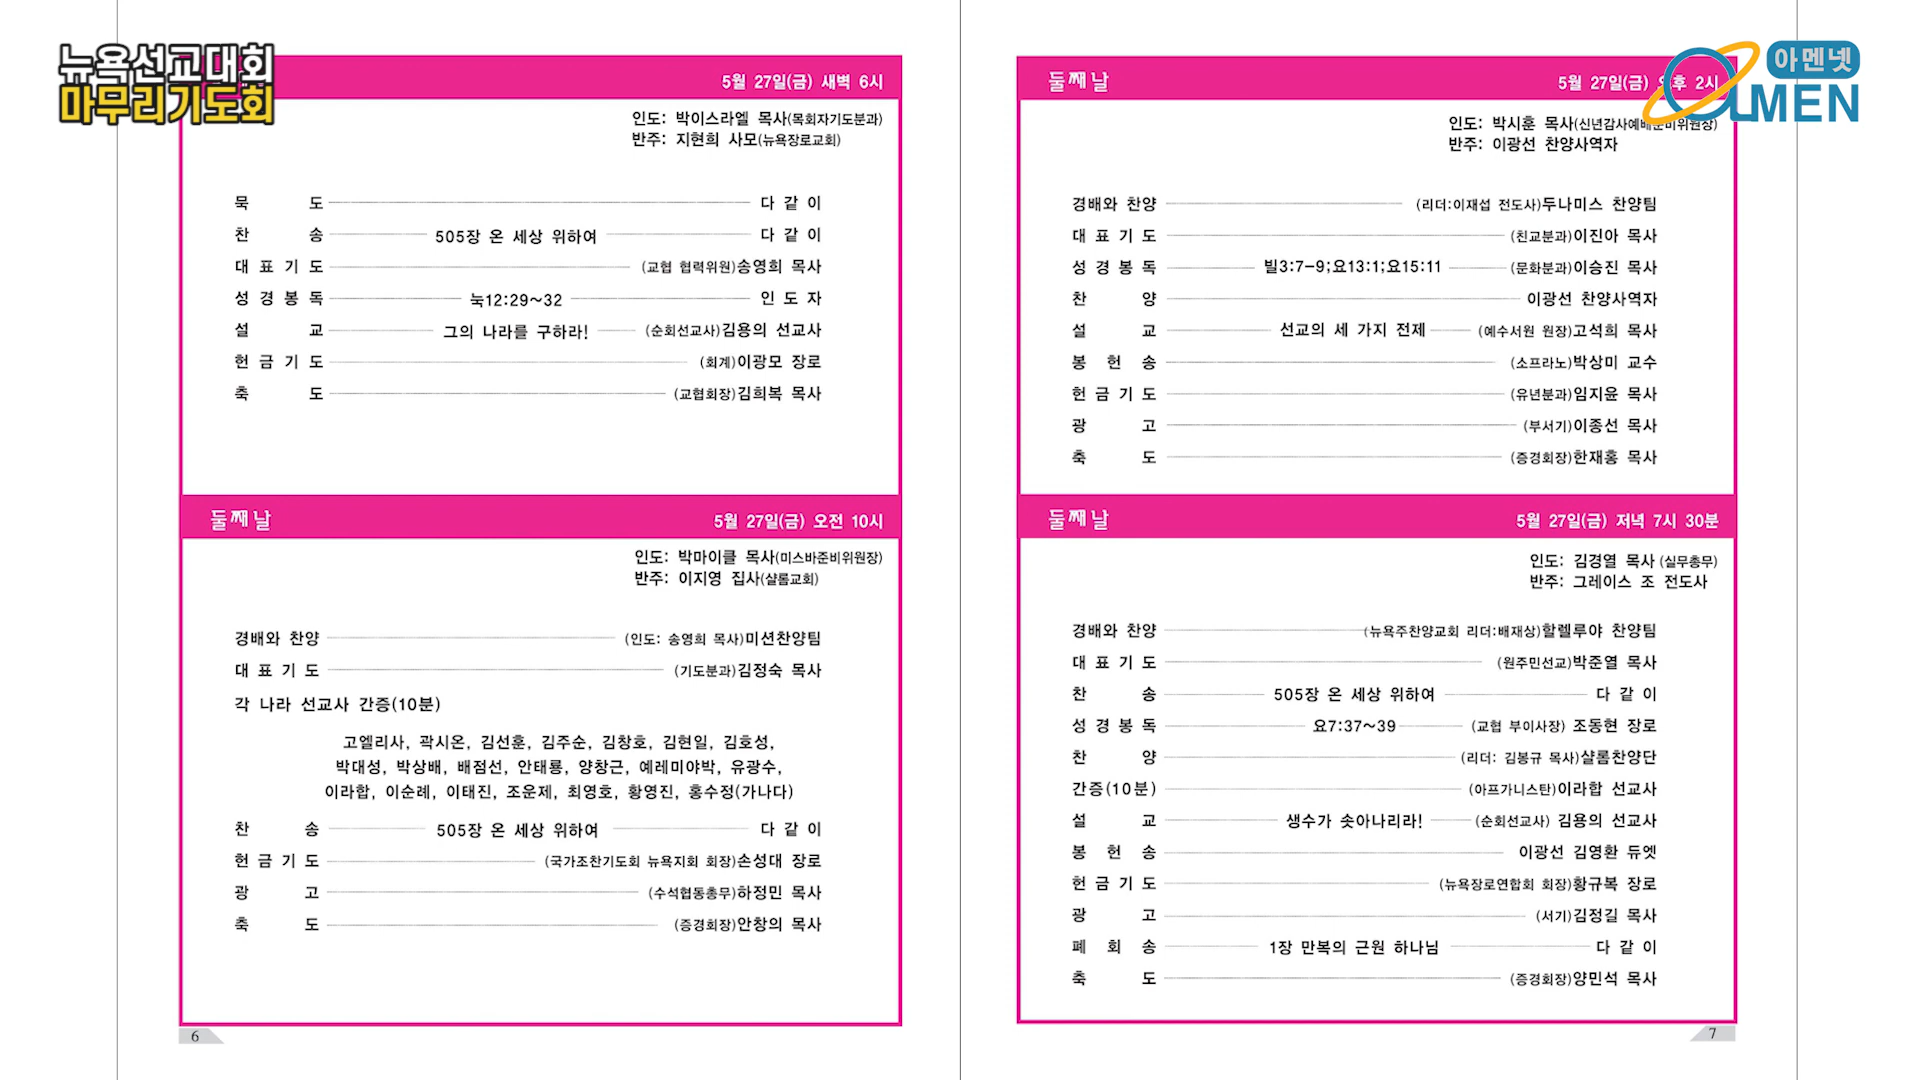 뉴욕선교대회
마무리기도회
5월 27일(금) 새벽 6시
인도: 박이스라엘 목사(목회자기도분과)
반주: 지현희 사모(뉴욕장로교회)
묵 도 다 같 이
찬 송 505장 온 세상 위하여 다 같 이
대 표 기 도 (교협 협력위원)송영희 목사
성 경 봉 독 눅12:29~32 인 도 자
설 교 그의 나라를 구하라! (순회선교사)김용의 선교사
헌 금 기 도 (회계)이광모 장로
축 도 (교협회장)김희복 목사
둘째날 5월 27일(금) 오전 10시
인도: 박마이클 목사(미스바준비위원장)
반주: 이지영 집사(샬롬교회)
경배와 찬양 (인도: 송영희 목사)미션찬양팀
대 표 기 도 (기도분과)김정숙 목사
각 나라 선교사 간증(10분)
고엘리사, 곽시온, 김선훈, 김주순, 김창호, 김현일, 김호성,
박대성, 박상배, 배점선, 안태룡, 양창근, 예레미야박, 유광수,
이라합, 이순례, 이태진, 조운제, 최영호, 황영진, 홍수정(가나다)
찬 송 505장 온 세상 위하여 다 같 이
헌 금 기 도 (국가조찬기도회 뉴욕지회 회장)손성대 장로
광 고 (수석협동총무)하정민 목사
축 도 (증경회장)안창의 목사
6
아멘넷
AMEN
둘째날 5월 27일(금) 오후 2시
인도: 박시훈 목사(신년감사예배준비위원장)
반주: 이광선 찬양사역자
경배와 찬양 (리더:이재섭 전도사)두나미스 찬양팀
대 표 기 도 (친교분과)이진아 목사
성 경 봉 독 빌3:7-9;요13:1;요15:11 (문화분과)이승진 목사
찬 양 이광선 찬양사역자
설 교 선교의 세 가지 전제 (예수서원 원장)고석희 목사
봉 헌 송 (소프라노)박상미 교수
헌 금 기 도 (유년분과)임지윤 목사
광 고 (부서기)이종선 목사
축 도 (증경회장)한재홍 목사
둘째날 5월 27일(금) 저녁 7시 30분
인도: 김경열 목사 (실무총무)
반주: 그레이스 조 전도사
경배와 찬양 (뉴욕주찬양교회 리더:배재상)할렐루야 찬양팀
대 표 기 도 (원주민선교)박준열 목사
찬 송 505장 온 세상 위하여 다 같 이
성 경 봉 독 요7:37~39 (교협 부이사장) 조동현 장로
찬 양 (리더: 김봉규 목사)샬롬찬양단
간증(10분) (아프가니스탄)이라합 선교사
설 교 생수가 솟아나리라! (순회선교사) 김용의 선교사
봉 헌 송 이광선 김영환 듀엣
헌 금 기 도 (뉴욕장로연합회 회장)황규복 장로
광 고 (서기)김정길 목사
폐 회 송 1장 만복의 근원 하나님 다 같 이
축 도 (증경회장)양민석 목사
7